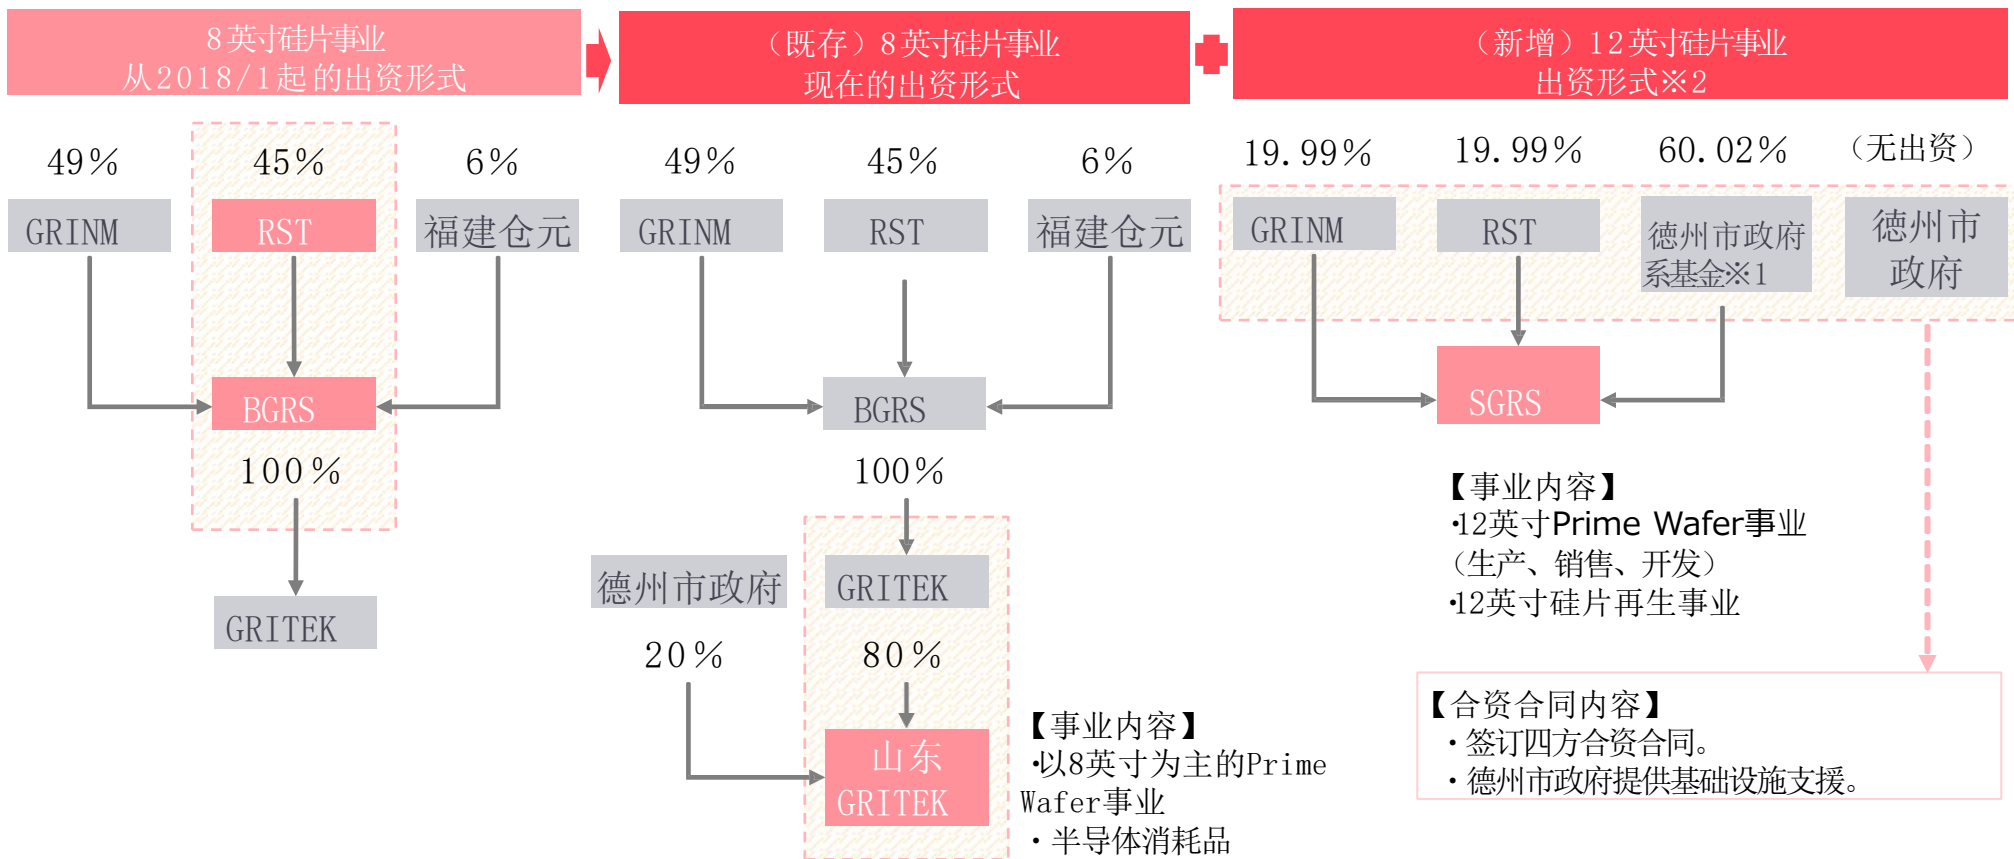 8英寸硅片事业
从2018/1起的出资形式
49%
45%
6%
GRINM
RST
福建仓元
BGRS
100%
GRITEK
（既存）8英寸硅片事业
现在的出资形式
49%
45%
6%
GRINM
RST
福建仓元
BGRS
100%
德州市政府
GRITEK
20%
80%
山东
GRITEK
【事业内容】
·以8英寸为主的Prime
Wafer事业
・半导体消耗品
（新增）12英寸硅片事业
出资形式※2
19.99%
19.99%
60.02%
（无出资）
GRINM
RST
德州市政府
系基金※1
德州市
政府
SGRS
【事业内容】
·12英寸Prime Wafer事业
（生产、销售、开发）
·12英寸硅片再生事业
【合资合同内容】
・签订四方合资合同。
・德州市政府提供基础设施支援。